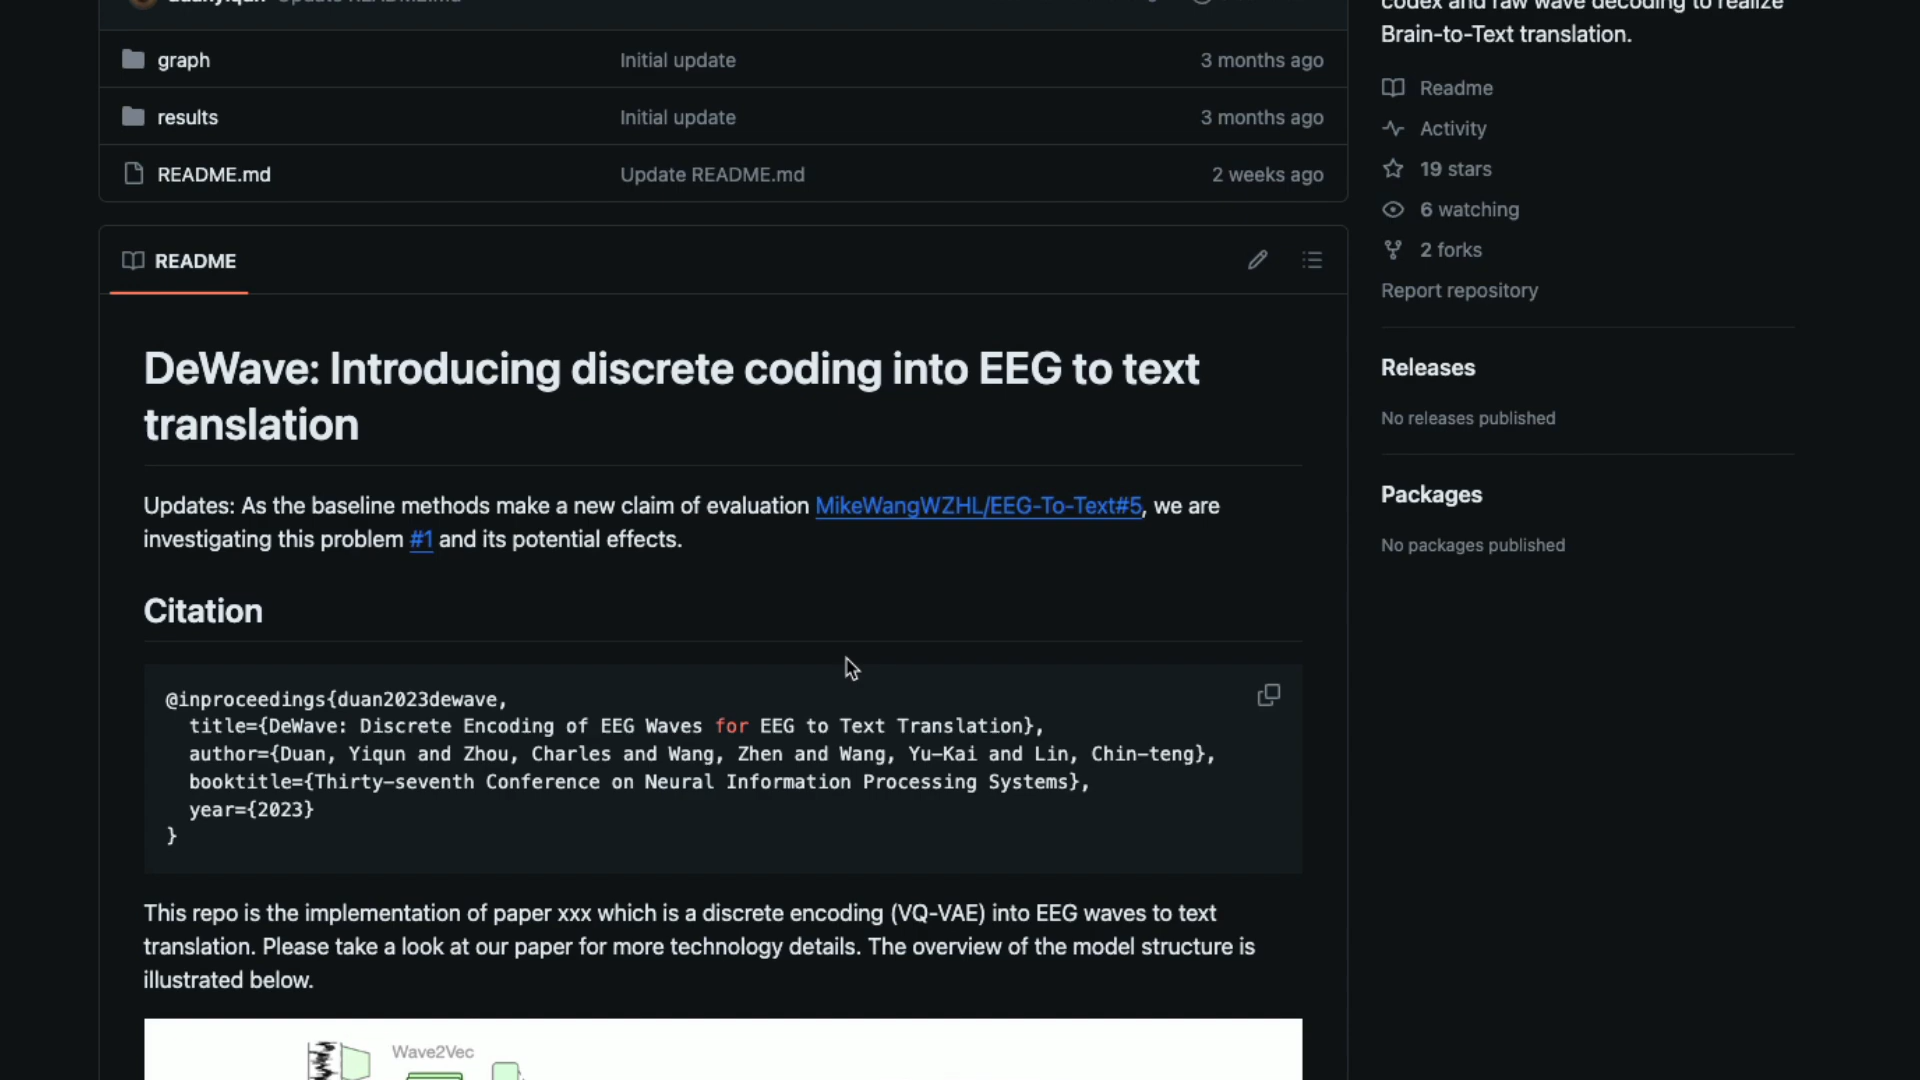 codex and raw wave decoding to realize
Brain-to-Text translation.
graph Initial update 3 months ago
results Initial update 3 months ago
README.md Update README.md 2 weeks ago
Readme
Activity
19 stars
6 watching
2 forks
Report repository
README
Releases
No releases published
Packages
No packages published
DeWave: Introducing discrete coding into EEG to text
translation
Updates: As the baseline methods make a new claim of evaluation MikeWangWZHL/EEG-To-Text#5, we are
investigating this problem #1 and its potential effects.
Citation
@inproceedings{duan2023dewave,
title={DeWave: Discrete Encoding of EEG Waves for EEG to Text Translation},
author={Duan, Yiqun and Zhou, Charles and Wang, Zhen and Wang, Yu-Kai and Lin, Chin-teng},
booktitle={Thirty-seventh Conference on Neural Information Processing Systems},
year={2023}
}
This repo is the implementation of paper xxx which is a discrete encoding (VQ-VAE) into EEG waves to text
translation. Please take a look at our paper for more technology details. The overview of the model structure is
illustrated below.
Wave2Vec